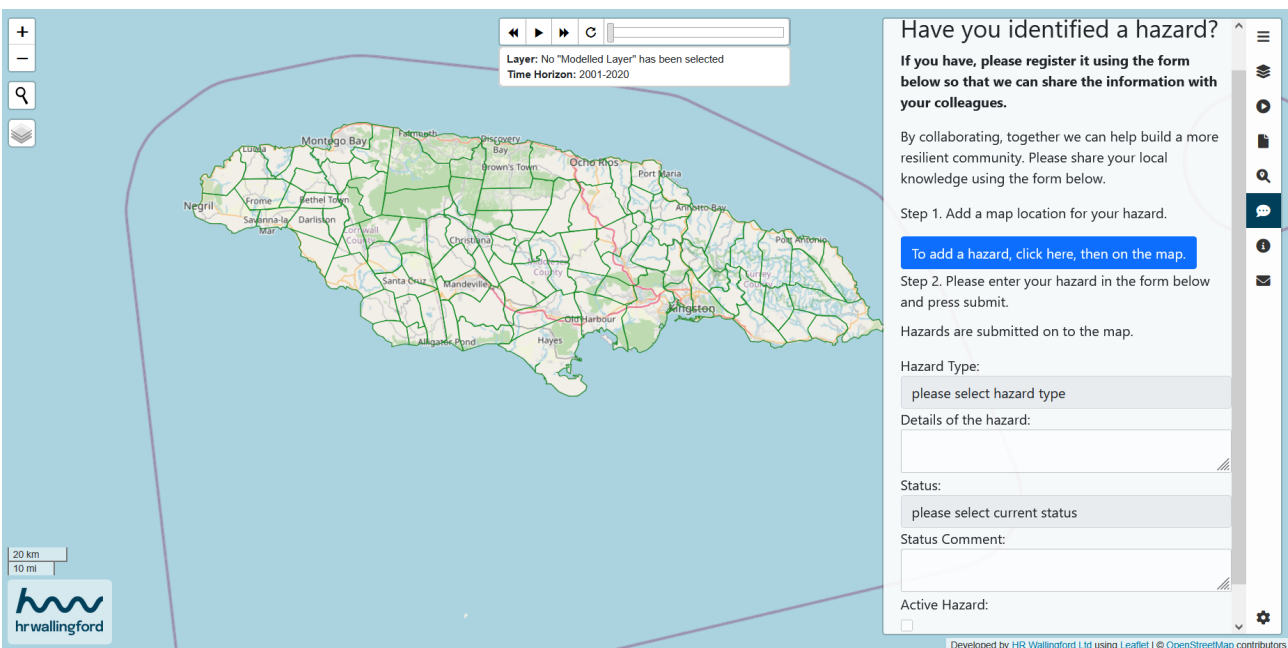 +
−
Layer: No "Modelled Layer" has been selected
Time Horizon: 2001-2020
Montego Bay
Falmouth
Discovery
Bay
Lucea
Brown's Town
Ocho Rios
Port Maria
Negril
Frome
Bethel Town
Annotto Bay
Savanna-la-
Mar
Darliston
Cornwall
County
Christiana
Middlesex
County
Port Antonio
Surrey
County
Santa Cruz
Mandeville
Kingston
Old Harbour
Alligator Pond
Hayes
20 km
10 mi
hrwallingford
Have you identified a hazard?
If you have, please register it using the form
below so that we can share the information with
your colleagues.
By collaborating, together we can help build a more
resilient community. Please share your local
knowledge using the form below.
Step 1. Add a map location for your hazard.
To add a hazard, click here, then on the map.
Step 2. Please enter your hazard in the form below
and press submit.
Hazards are submitted on to the map.
Hazard Type:
please select hazard type
Details of the hazard:
Status:
please select current status
Status Comment:
Active Hazard:
Developed by HR Wallingford Ltd using Leaflet | © OpenStreetMap contributors